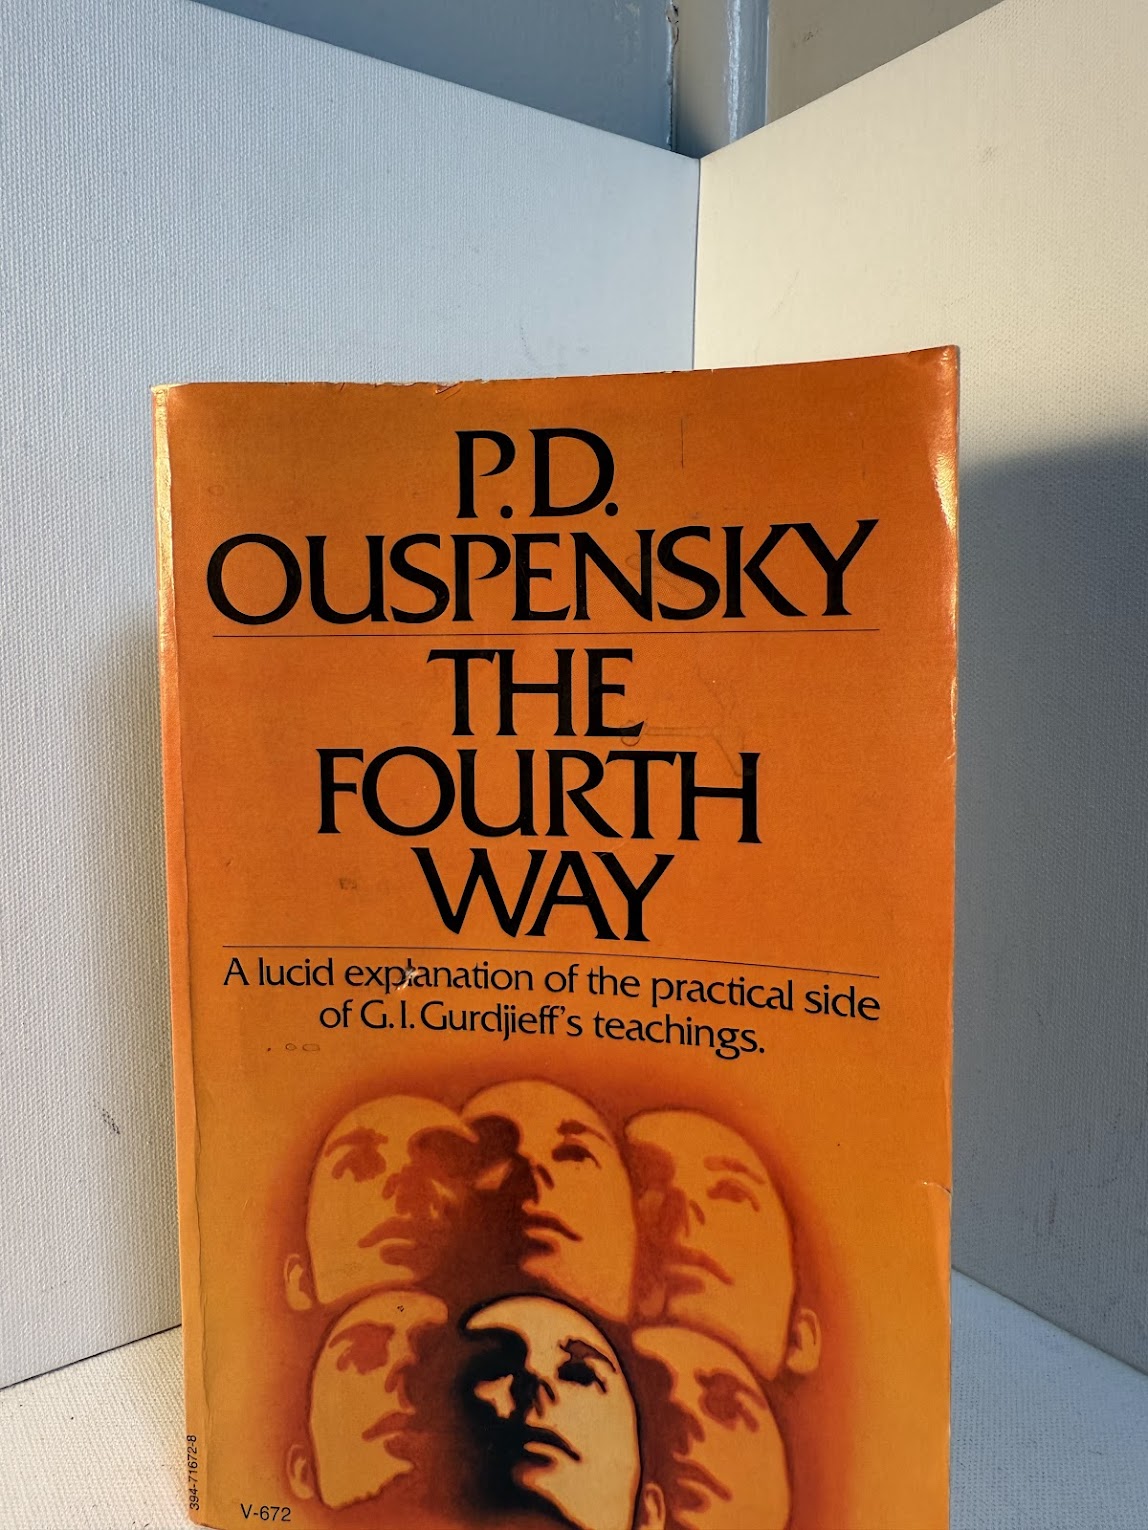 P.D.
OUSPENSKY
THE
FOURTH
WAY
A lucid explanation of the practical side
of G. I. Gurdjieff's teachings.
394-71672-8
V-672